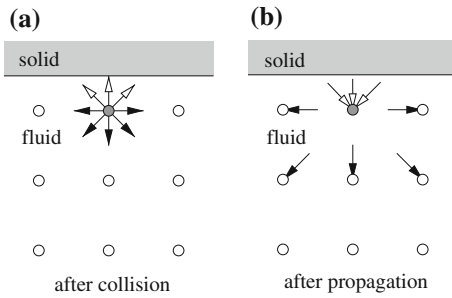 (a)
solid
fluid
after collision
(b)
solid
fluid
after propagation